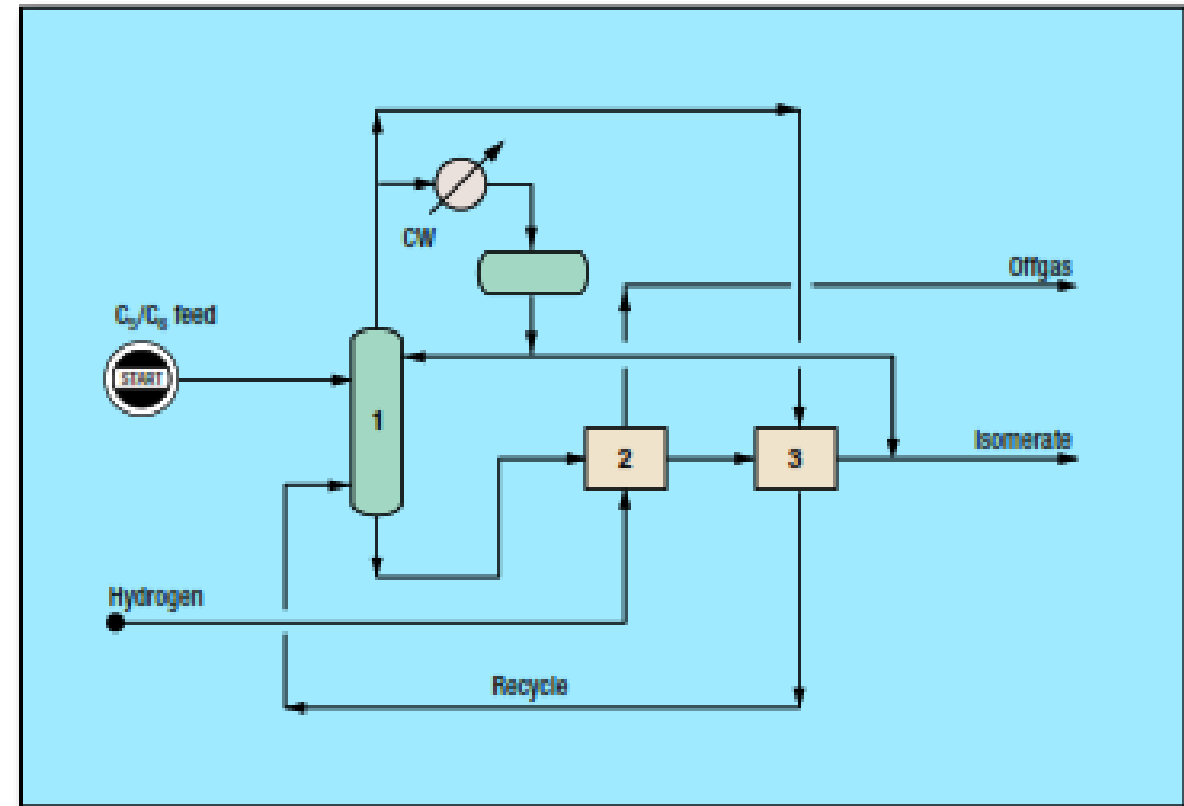 CW
Offgas
C₅/C₆ feed
START
1
2
3
Isomerate
Hydrogen
Recycle